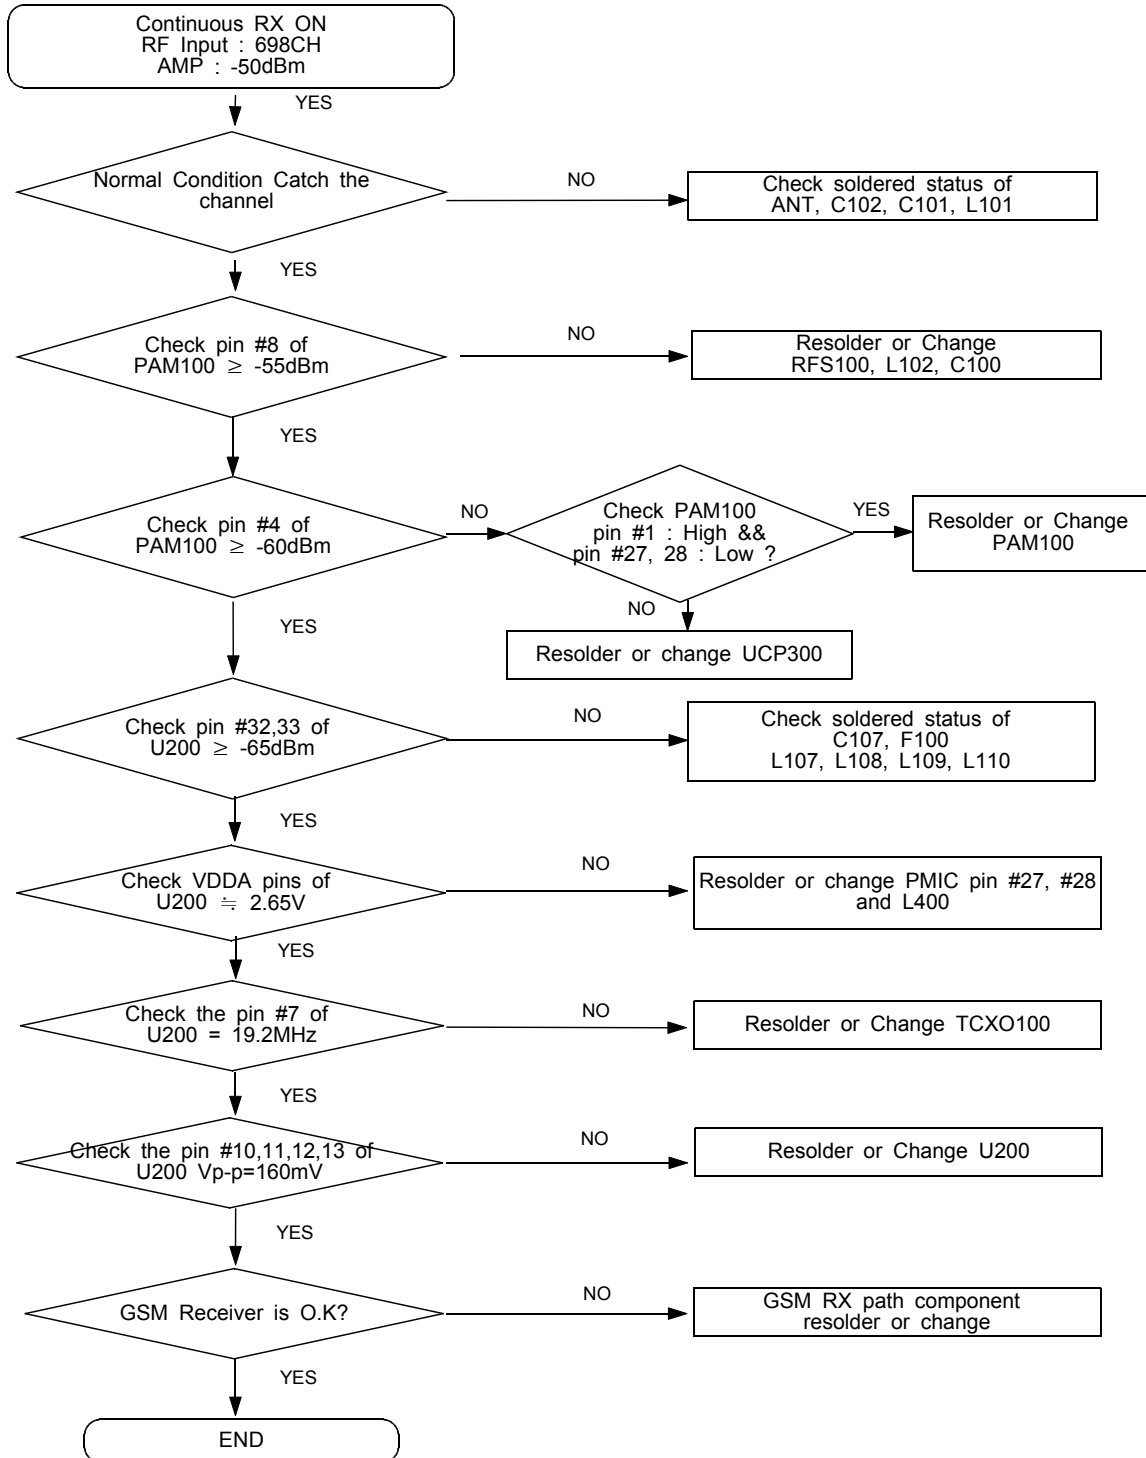 Continuous RX ON
RF Input : 698CH
AMP : -50dBm
YES
Normal Condition Catch the
channel
NO
Check soldered status of
ANT, C102, C101, L101
YES
Check pin #8 of
PAM100 ≥ -55dBm
NO
Resolder or Change
RFS100, L102, C100
YES
Check pin #4 of
PAM100 ≥ -60dBm
NO
Check PAM100
pin #1 : High &&
pin #27, 28 : Low ?
YES
Resolder or Change
PAM100
NO
Resolder or change UCP300
YES
Check pin #32,33 of
U200 ≥ -65dBm
NO
Check soldered status of
C107, F100
L107, L108, L109, L110
YES
Check VDDA pins of
U200 ≒ 2.65V
NO
Resolder or change PMIC pin #27, #28
and L400
YES
Check the pin #7 of
U200 = 19.2MHz
NO
Resolder or Change TCXO100
YES
Check the pin #10,11,12,13 of
U200 Vp-p=160mV
NO
Resolder or Change U200
YES
GSM Receiver is O.K?
NO
GSM RX path component
resolder or change
YES
END